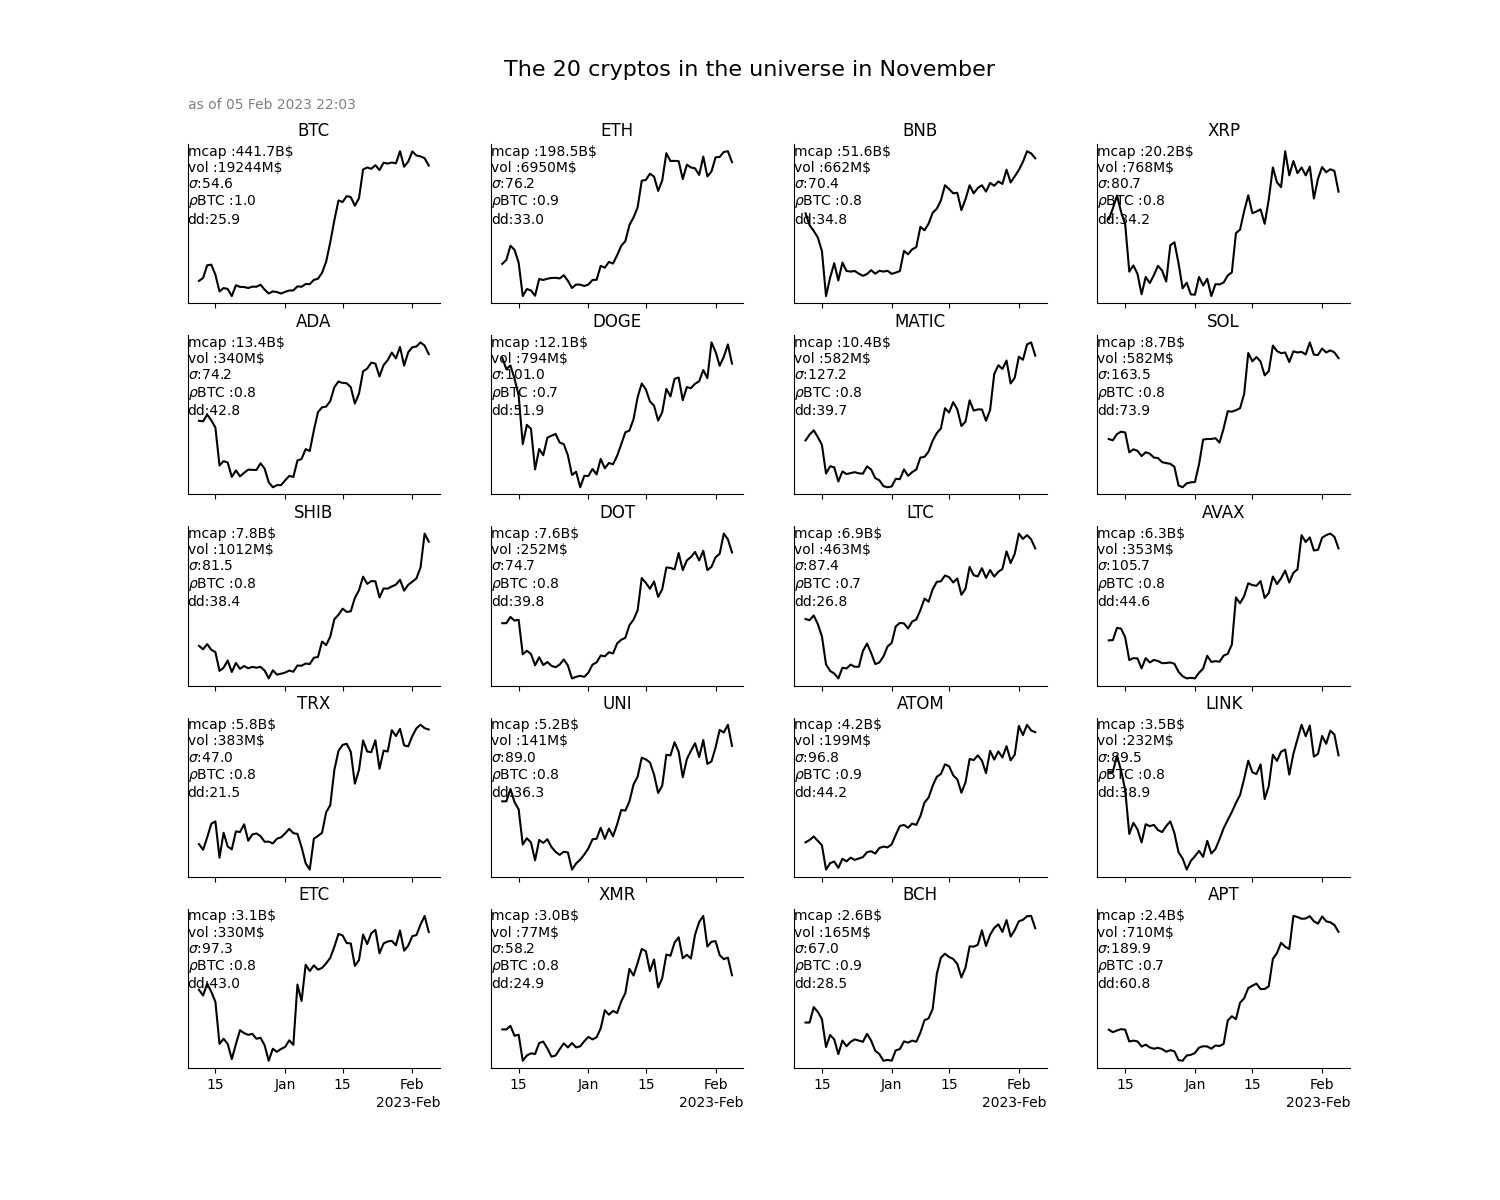 The 20 cryptos in the universe in November
as of 05 Feb 2023 22:03
BTC
mcap :441.7B$
vol :19244M$
σ:54.6
ρBTC :1.0
dd:25.9
ETH
mcap :198.5B$
vol :6950M$
σ:76.2
ρBTC :0.9
dd:33.0
BNB
mcap :51.6B$
vol :662M$
σ:70.4
ρBTC :0.8
dd:34.8
XRP
mcap :20.2B$
vol :768M$
σ:80.7
ρBTC :0.8
dd:34.2
ADA
mcap :13.4B$
vol :340M$
σ:74.2
ρBTC :0.8
dd:42.8
DOGE
mcap :12.1B$
vol :794M$
σ:101.0
ρBTC :0.7
dd:51.9
MATIC
mcap :10.4B$
vol :582M$
σ:127.2
ρBTC :0.8
dd:39.7
SOL
mcap :8.7B$
vol :582M$
σ:163.5
ρBTC :0.8
dd:73.9
SHIB
mcap :7.8B$
vol :1012M$
σ:81.5
ρBTC :0.8
dd:38.4
DOT
mcap :7.6B$
vol :252M$
σ:74.7
ρBTC :0.8
dd:39.8
LTC
mcap :6.9B$
vol :463M$
σ:87.4
ρBTC :0.7
dd:26.8
AVAX
mcap :6.3B$
vol :353M$
σ:105.7
ρBTC :0.8
dd:44.6
TRX
mcap :5.8B$
vol :383M$
σ:47.0
ρBTC :0.8
dd:21.5
UNI
mcap :5.2B$
vol :141M$
σ:89.0
ρBTC :0.8
dd:36.3
ATOM
mcap :4.2B$
vol :199M$
σ:96.8
ρBTC :0.9
dd:44.2
LINK
mcap :3.5B$
vol :232M$
σ:89.5
ρBTC :0.8
dd:38.9
ETC
mcap :3.1B$
vol :330M$
σ:97.3
ρBTC :0.8
dd:43.0
XMR
mcap :3.0B$
vol :77M$
σ:58.2
ρBTC :0.8
dd:24.9
BCH
mcap :2.6B$
vol :165M$
σ:67.0
ρBTC :0.9
dd:28.5
APT
mcap :2.4B$
vol :710M$
σ:189.9
ρBTC :0.7
dd:60.8
15 Jan 15 Feb
2023-Feb
15 Jan 15 Feb
2023-Feb
15 Jan 15 Feb
2023-Feb
15 Jan 15 Feb
2023-Feb